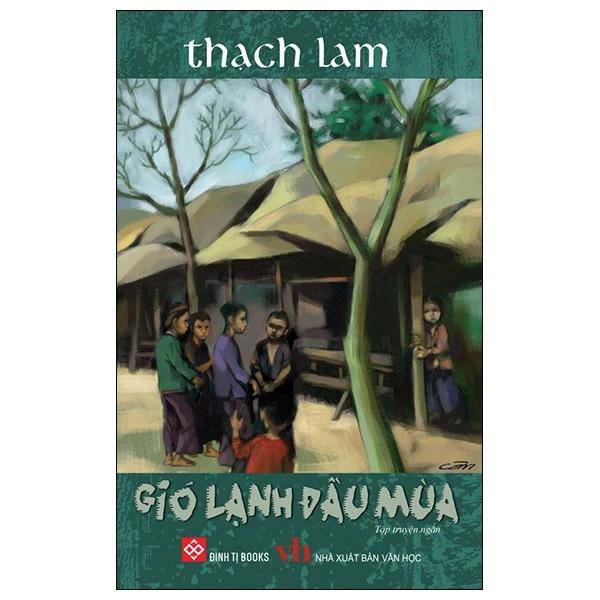 Thạch Lam
GIÓ LẠNH ĐẦU MÙA
Tập truyện ngắn
ĐINH TỊ BOOKS
vh NHÀ XUẤT BẢN VĂN HỌC